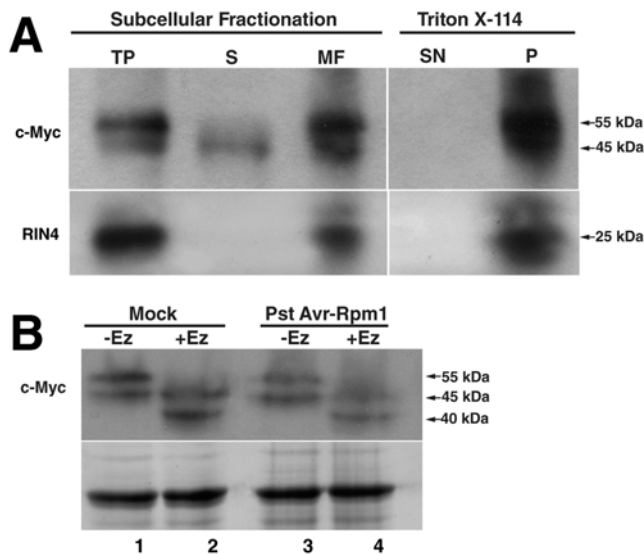 A
Subcellular Fractionation
Triton X-114
TP S MF SN P
c-Myc
55 kDa
45 kDa
RIN4
25 kDa
B
Mock
Pst Avr-Rpm1
-Ez +Ez -Ez +Ez
c-Myc
55 kDa
45 kDa
40 kDa
1 2 3 4